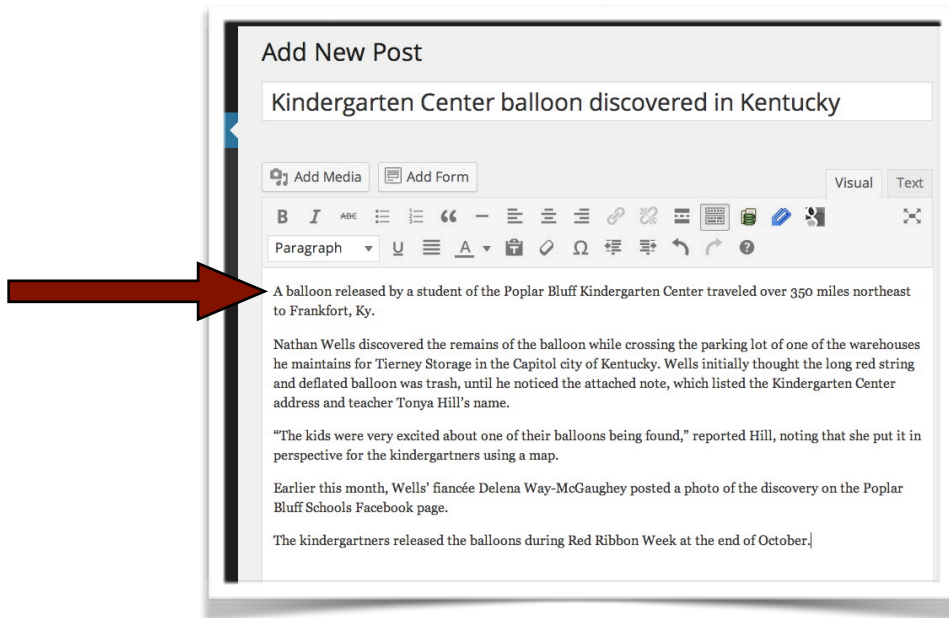 Add New Post
Kindergarten Center balloon discovered in Kentucky
Add Media Add Form Visual Text
B I ABC
Paragraph U A T Ω ?
A balloon released by a student of the Poplar Bluff Kindergarten Center traveled over 350 miles northeast
to Frankfort, Ky.
Nathan Wells discovered the remains of the balloon while crossing the parking lot of one of the warehouses
he maintains for Tierney Storage in the Capitol city of Kentucky. Wells initially thought the long red string
and deflated balloon was trash, until he noticed the attached note, which listed the Kindergarten Center
address and teacher Tonya Hill’s name.
“The kids were very excited about one of their balloons being found,” reported Hill, noting that she put it in
perspective for the kindergartners using a map.
Earlier this month, Wells’ fiancée Delena Way-McGaughey posted a photo of the discovery on the Poplar
Bluff Schools Facebook page.
The kindergartners released the balloons during Red Ribbon Week at the end of October.